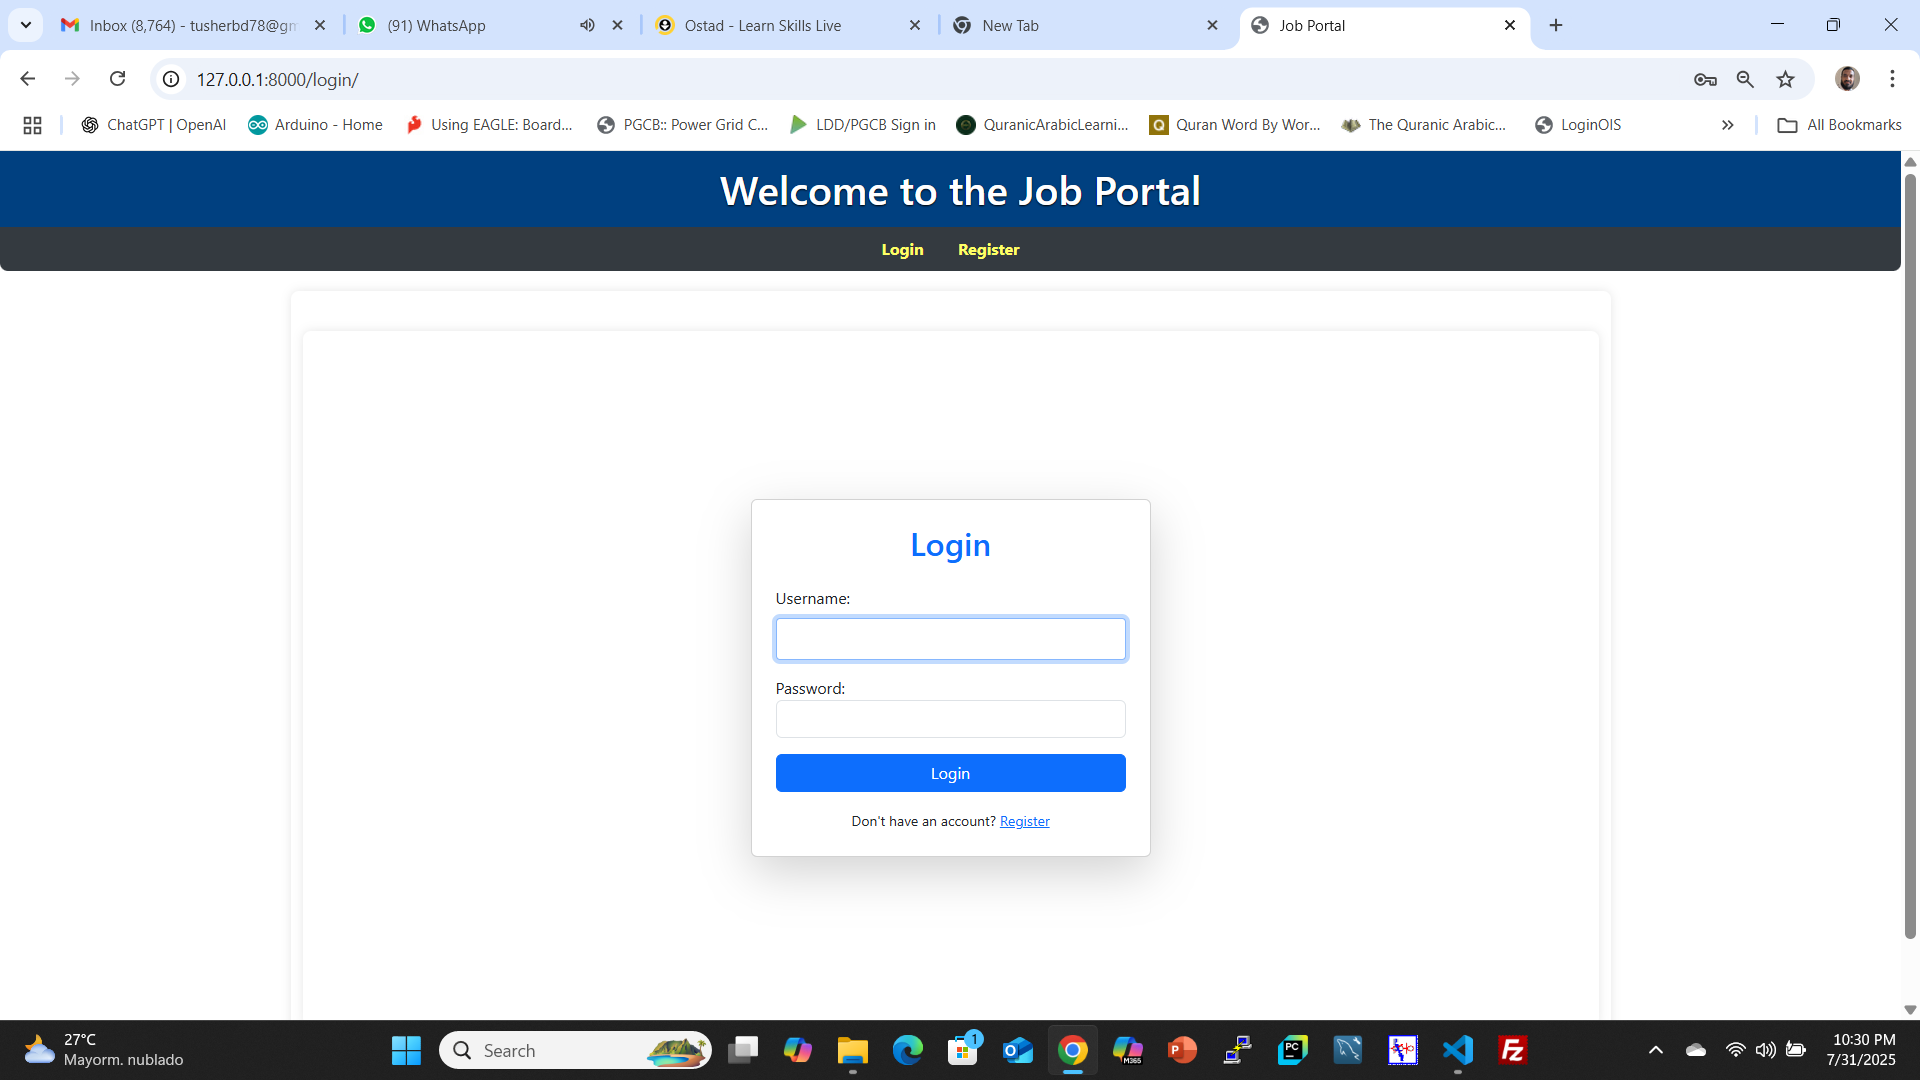 Inbox (8,764) - tusherbd78@gm
(91) WhatsApp
Ostad - Learn Skills Live
New Tab
Job Portal
127.0.0.1:8000/login/
ChatGPT | OpenAI
Arduino - Home
Using EAGLE: Board...
PGCB:: Power Grid C...
LDD/PGCB Sign in
QuranicArabicLearni...
Quran Word By Wor...
The Quranic Arabic...
LoginOIS
All Bookmarks
Welcome to the Job Portal
Login Register
Login
Username:
Password:
Login
Don't have an account? Register
27°C
Mayorm. nublado
Search
1
M365
PC
10:30 PM
7/31/2025